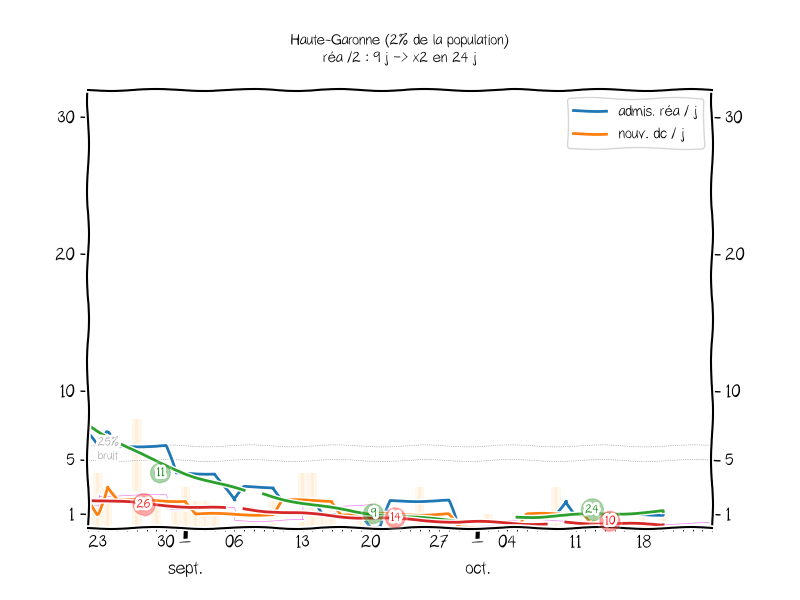 Haute-Garonne (2% de la population)
réa /2 : 9 j -> x2 en 24 j
admis. réa / j
nouv. dc / j
30
30
20
20
10
10
25%
bruit
5
5
11
26
9
14
24
10
1
1
23 30 06 13 20 27 04 11 18
sept. oct.